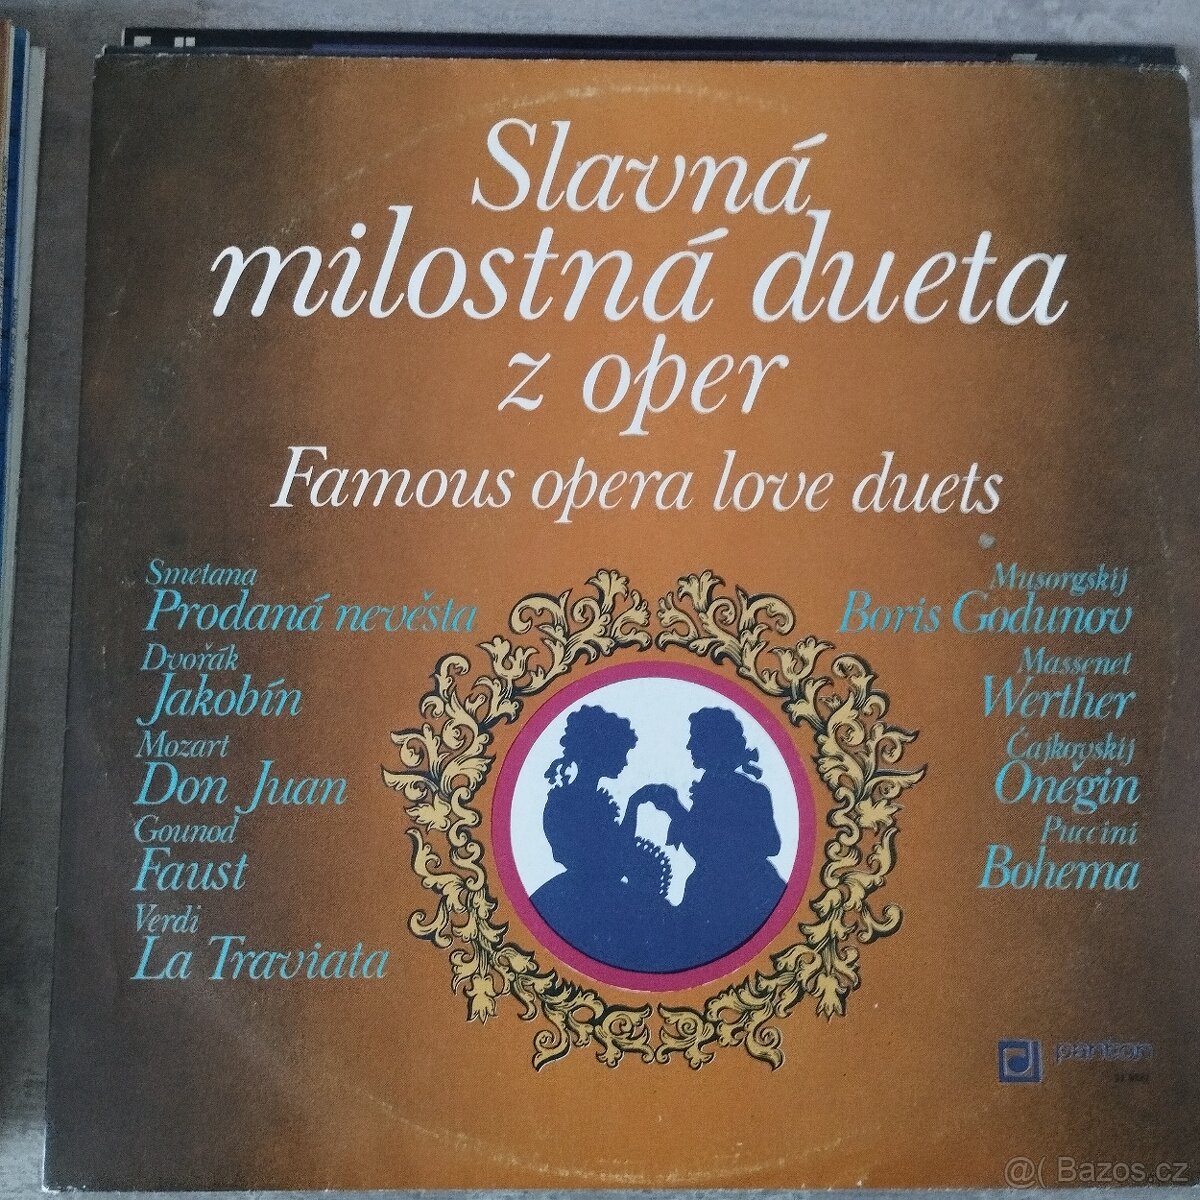 Slavná
milostná dueta
z oper
Famous opera love duets
Smetana
Prodaná nevěsta
Dvořák
Jakobín
Mozart
Don Juan
Gounod
Faust
Verdi
La Traviata
Musorgskij
Boris Godunov
Massenet
Werther
Čajkovskij
Oněgin
Puccini
Bohema
panton
@( Bazos.cz